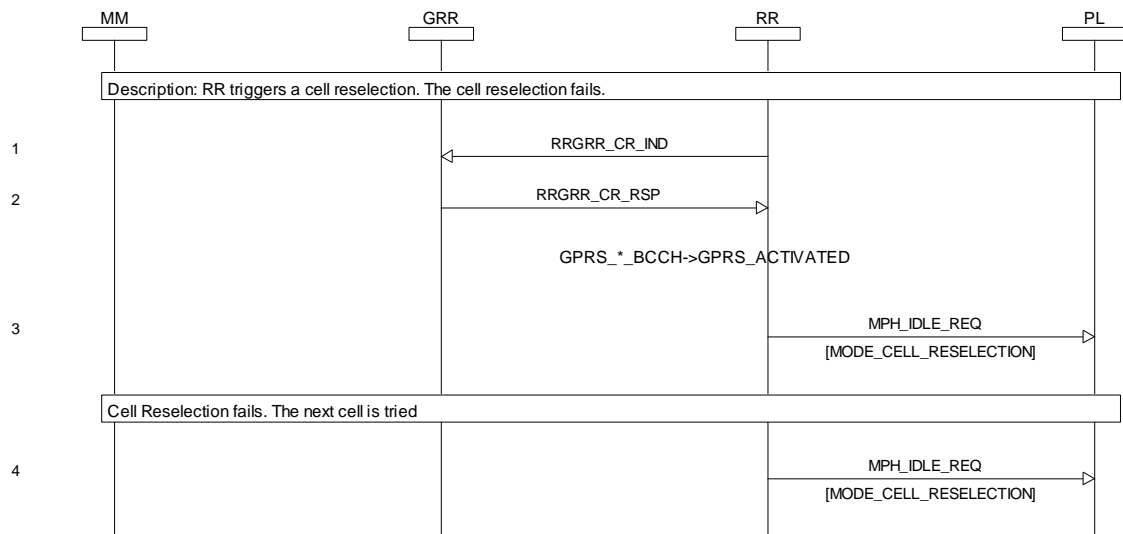 MM GRR RR PL
Description: RR triggers a cell reselection. The cell reselection fails.
1 RRGRR_CR_IND
2 RRGRR_CR_RSP
GPRS_*_BCCH->GPRS_ACTIVATED
3 MPH_IDLE_REQ
[MODE_CELL_RESELECTION]
Cell Reselection fails. The next cell is tried
4 MPH_IDLE_REQ
[MODE_CELL_RESELECTION]